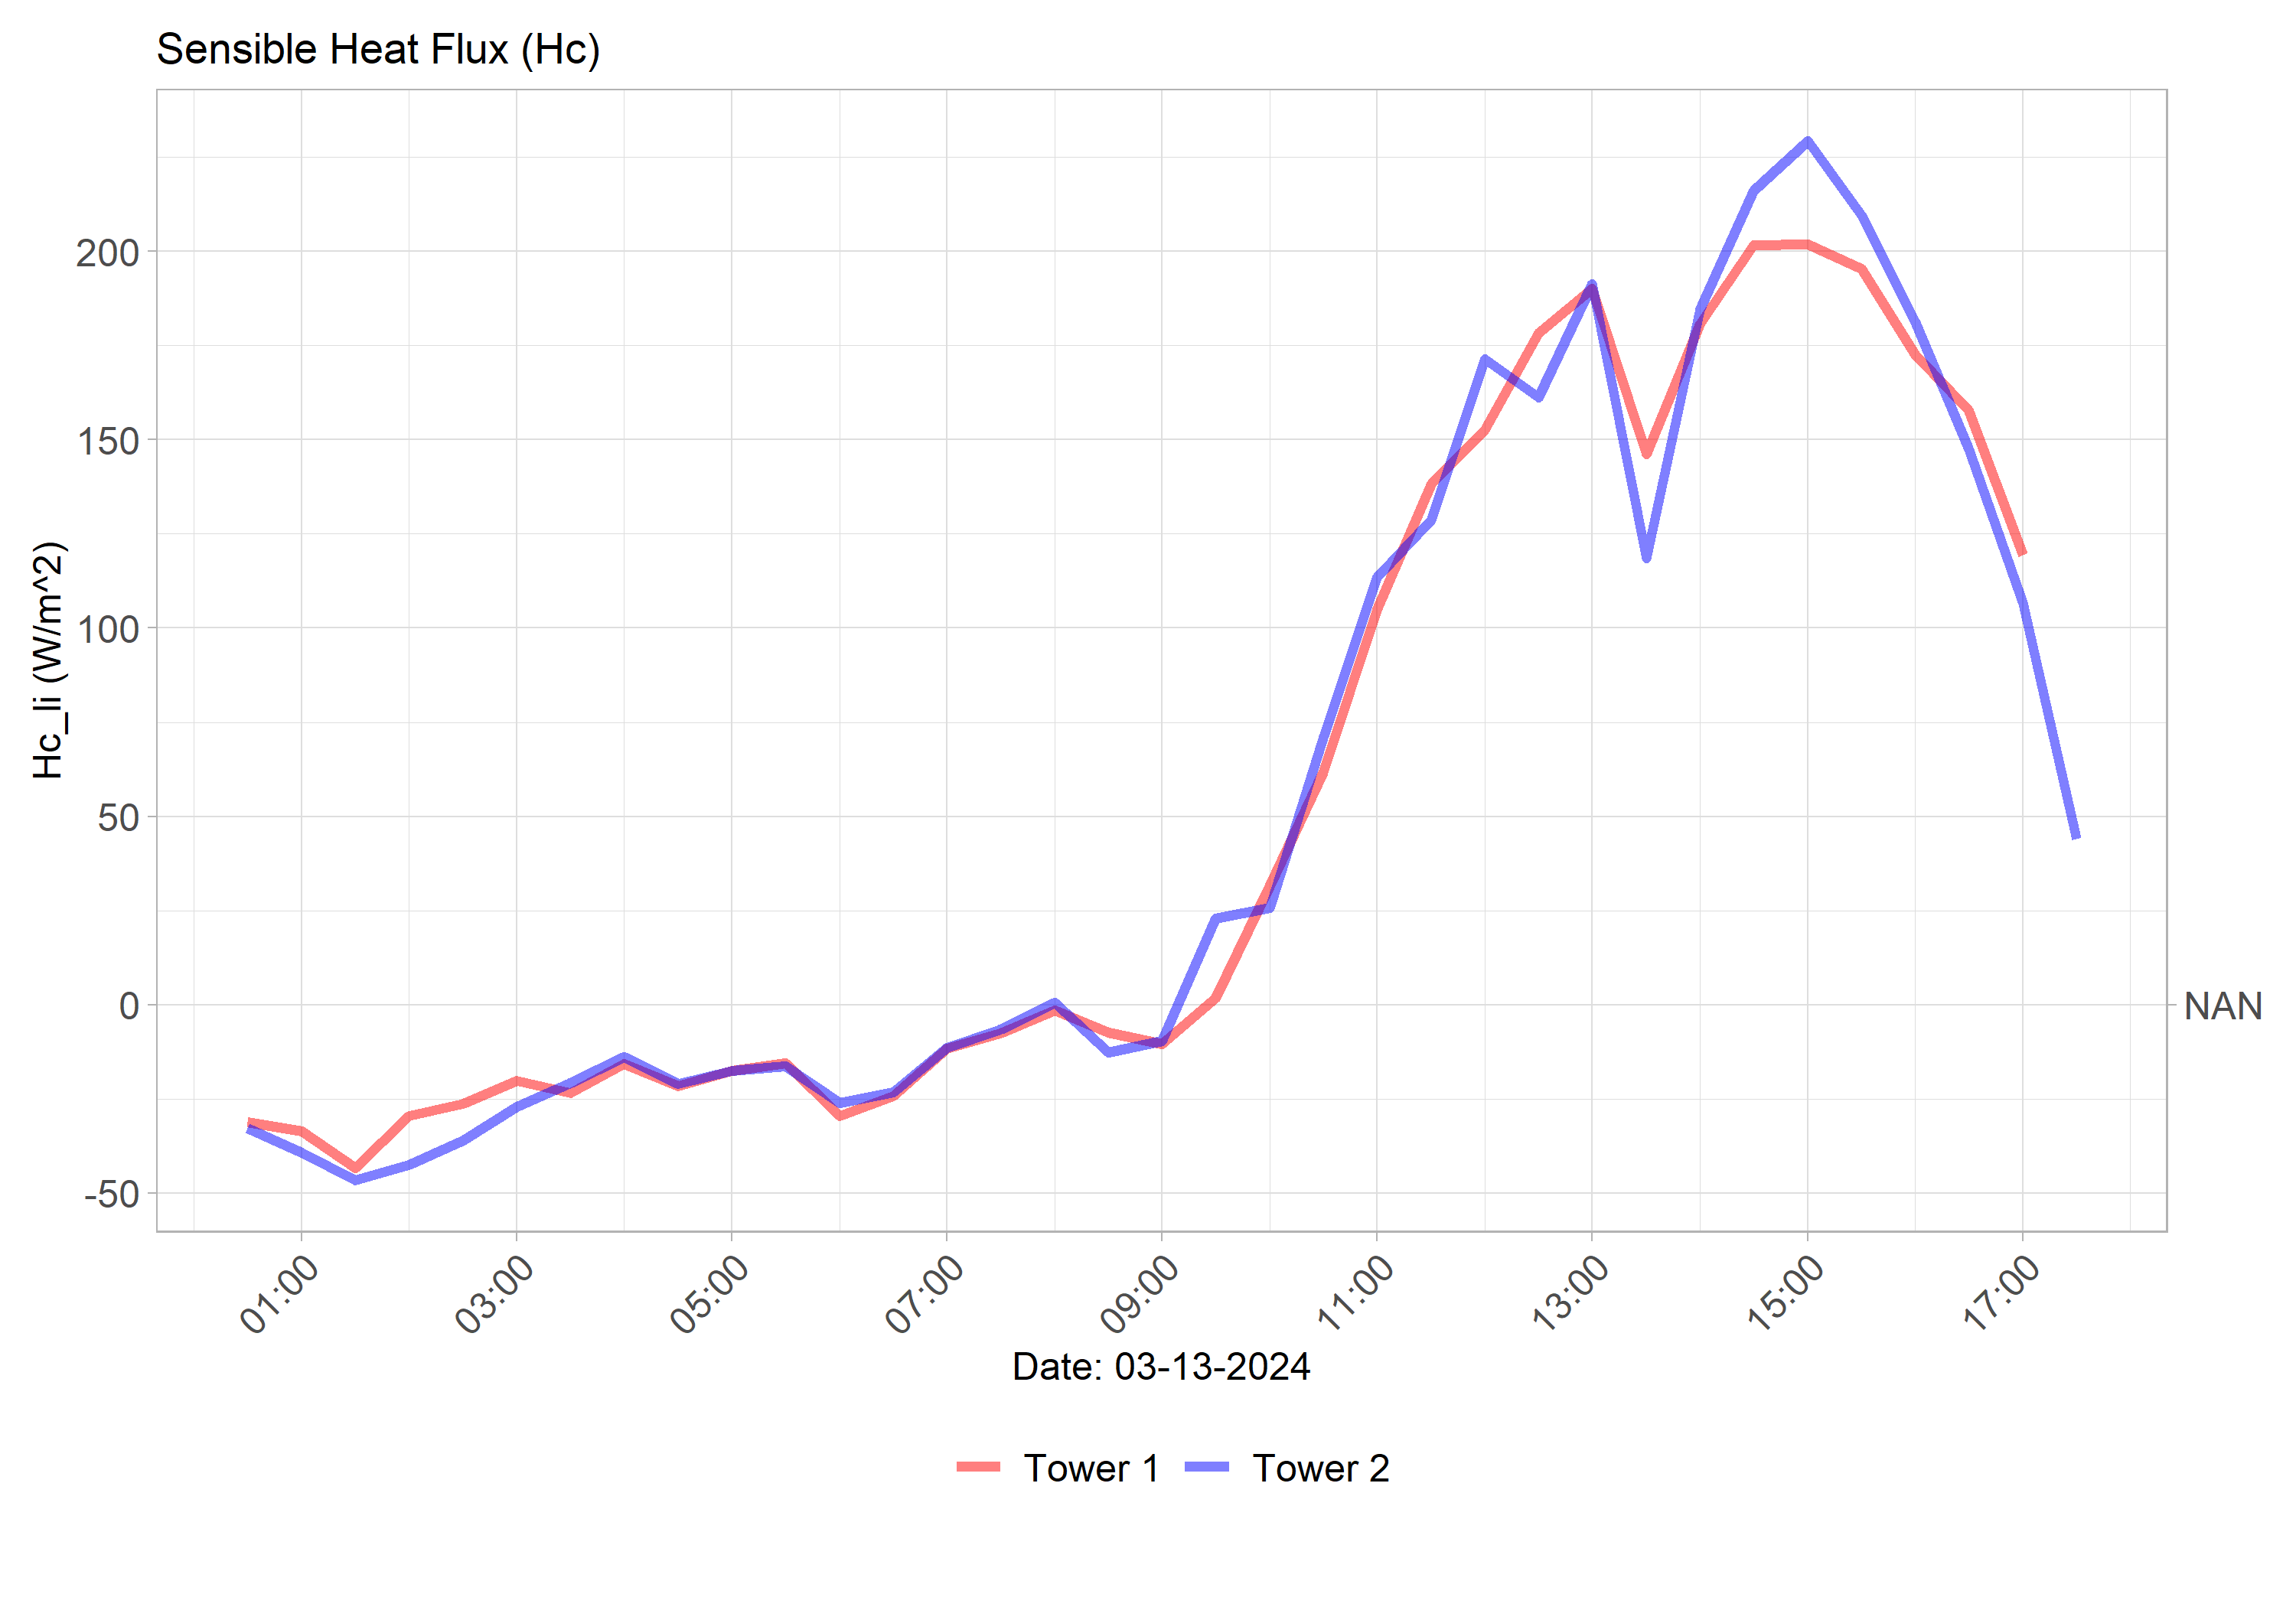 Sensible Heat Flux (Hc)
Hc_li (W/m^2)
200
150
100
50
0
-50
NAN
01:00
03:00
05:00
07:00
09:00
11:00
13:00
15:00
17:00
Date: 03-13-2024
Tower 1
Tower 2